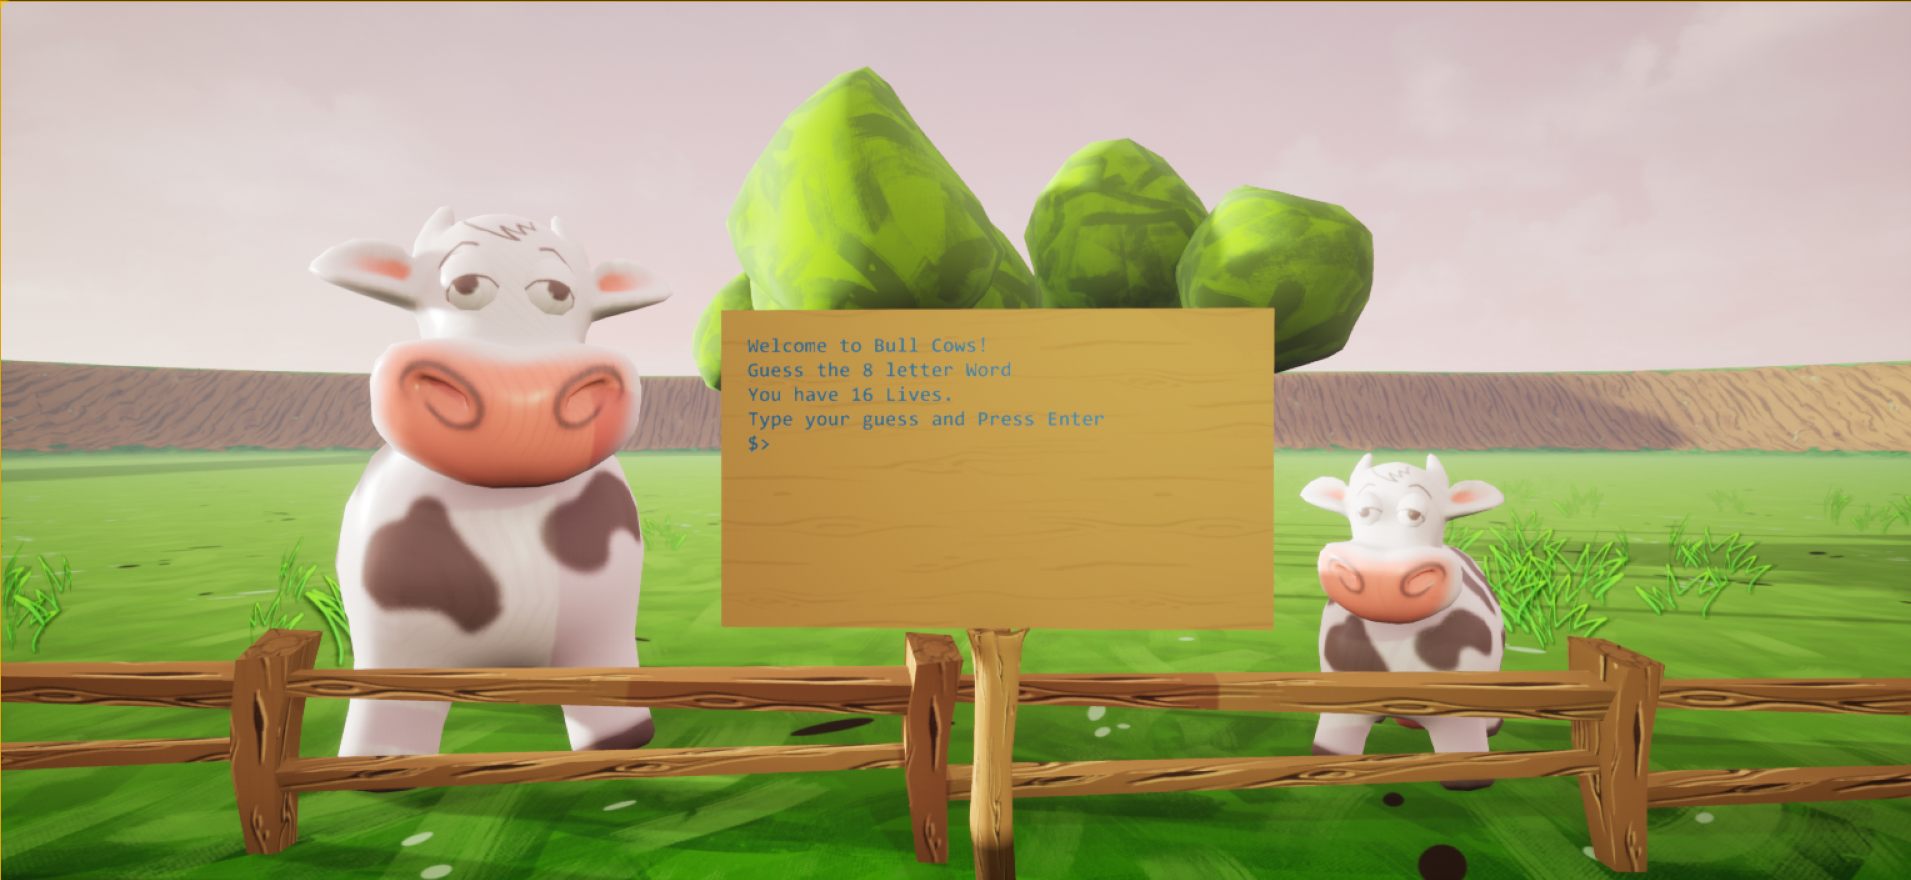 Welcome to Bull Cows!
Guess the 8 letter Word
You have 16 Lives.
Type your guess and Press Enter
$>